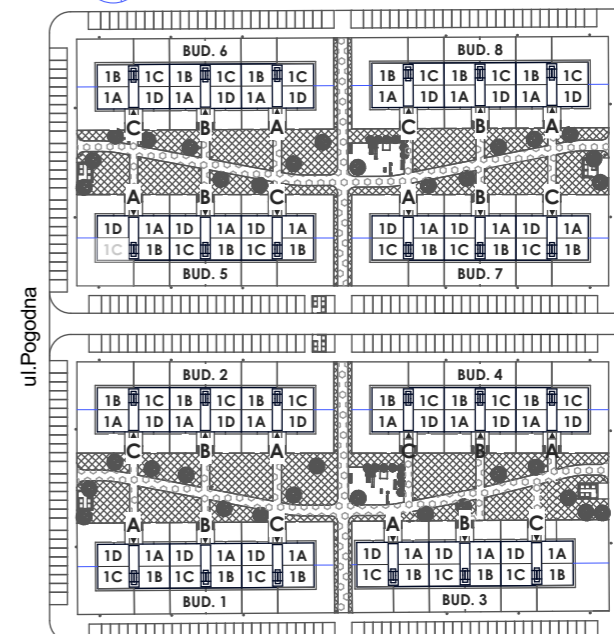 BUD. 6 BUD. 8
1B 1C 1B 1C 1B 1C 1B 1C 1B 1C 1B 1C
1A 1D 1A 1D 1A 1D 1A 1D 1A 1D 1A 1D
C B A C B A
A B C A B C
1D 1A 1D 1A 1D 1A 1D 1A 1D 1A 1D 1A
1C 1B 1C 1B 1C 1B 1C 1B 1C 1B 1C 1B
BUD. 5 BUD. 7
ul.Pogodna
BUD. 2 BUD. 4
1B 1C 1B 1C 1B 1C 1B 1C 1B 1C 1B 1C
1A 1D 1A 1D 1A 1D 1A 1D 1A 1D 1A 1D
C B A C B A
A B C A B C
1D 1A 1D 1A 1D 1A 1D 1A 1D 1A 1D 1A
1C 1B 1C 1B 1C 1B 1C 1B 1C 1B 1C 1B
BUD. 1 BUD. 3